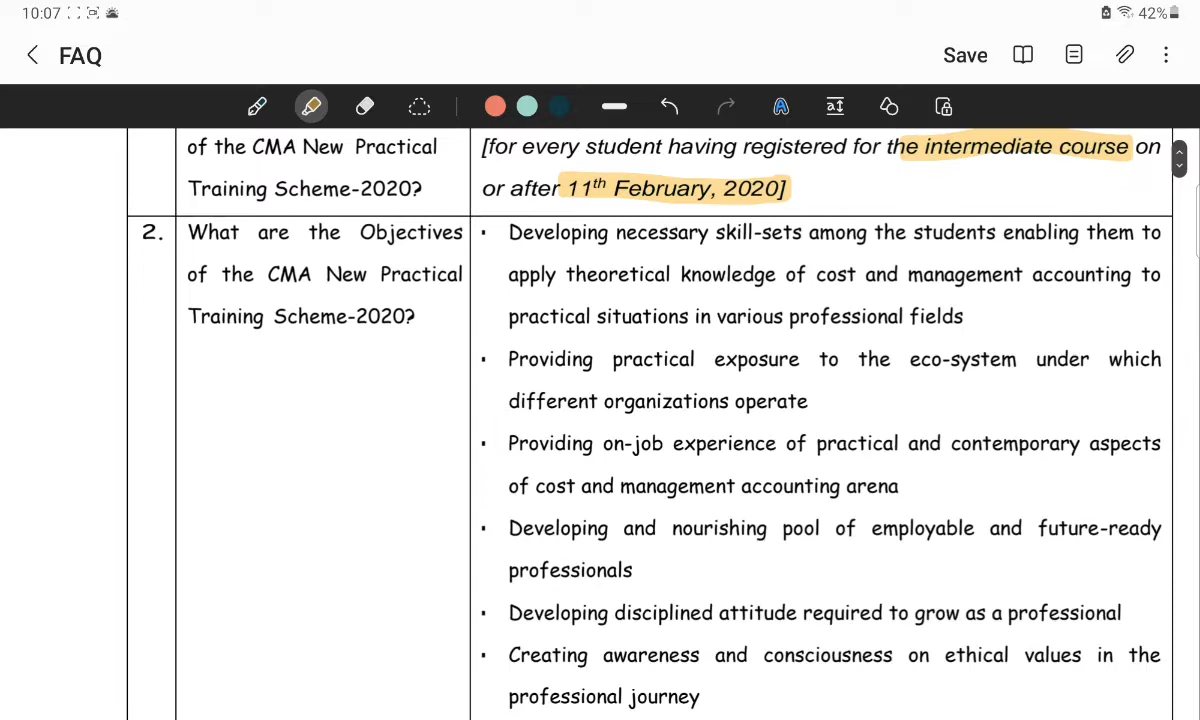 10:07
42%
FAQ
Save
of the CMA New Practical
Training Scheme-2020?
[for every student having registered for the intermediate course on
or after 11th February, 2020]
2.
What are the Objectives
of the CMA New Practical
Training Scheme-2020?
· Developing necessary skill-sets among the students enabling them to
apply theoretical knowledge of cost and management accounting to
practical situations in various professional fields
· Providing practical exposure to the eco-system under which
different organizations operate
· Providing on-job experience of practical and contemporary aspects
of cost and management accounting arena
· Developing and nourishing pool of employable and future-ready
professionals
· Developing disciplined attitude required to grow as a professional
· Creating awareness and consciousness on ethical values in the
professional journey